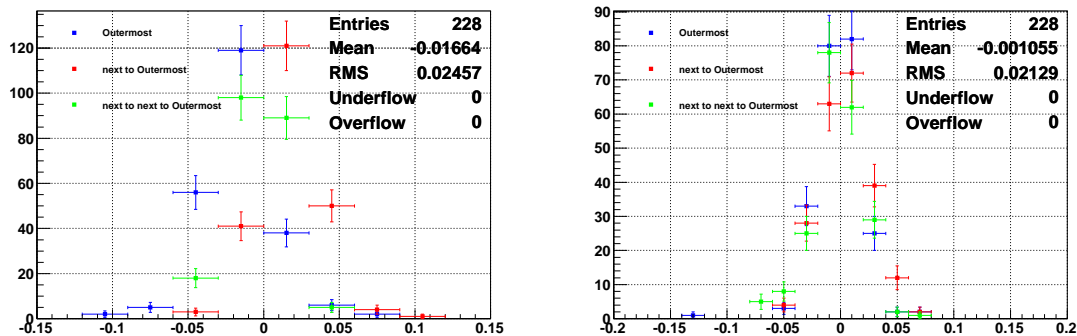 Outermost
next to Outermost
next to next to Outermost
Entries 228
Mean -0.01664
RMS 0.02457
Underflow 0
Overflow 0
120
100
80
60
40
20
0
-0.15 -0.1 -0.05 0 0.05 0.1 0.15
Outermost
next to Outermost
next to next to Outermost
Entries 228
Mean -0.001055
RMS 0.02129
Underflow 0
Overflow 0
90
80
70
60
50
40
30
20
10
0
-0.2 -0.15 -0.1 -0.05 0 0.05 0.1 0.15 0.2